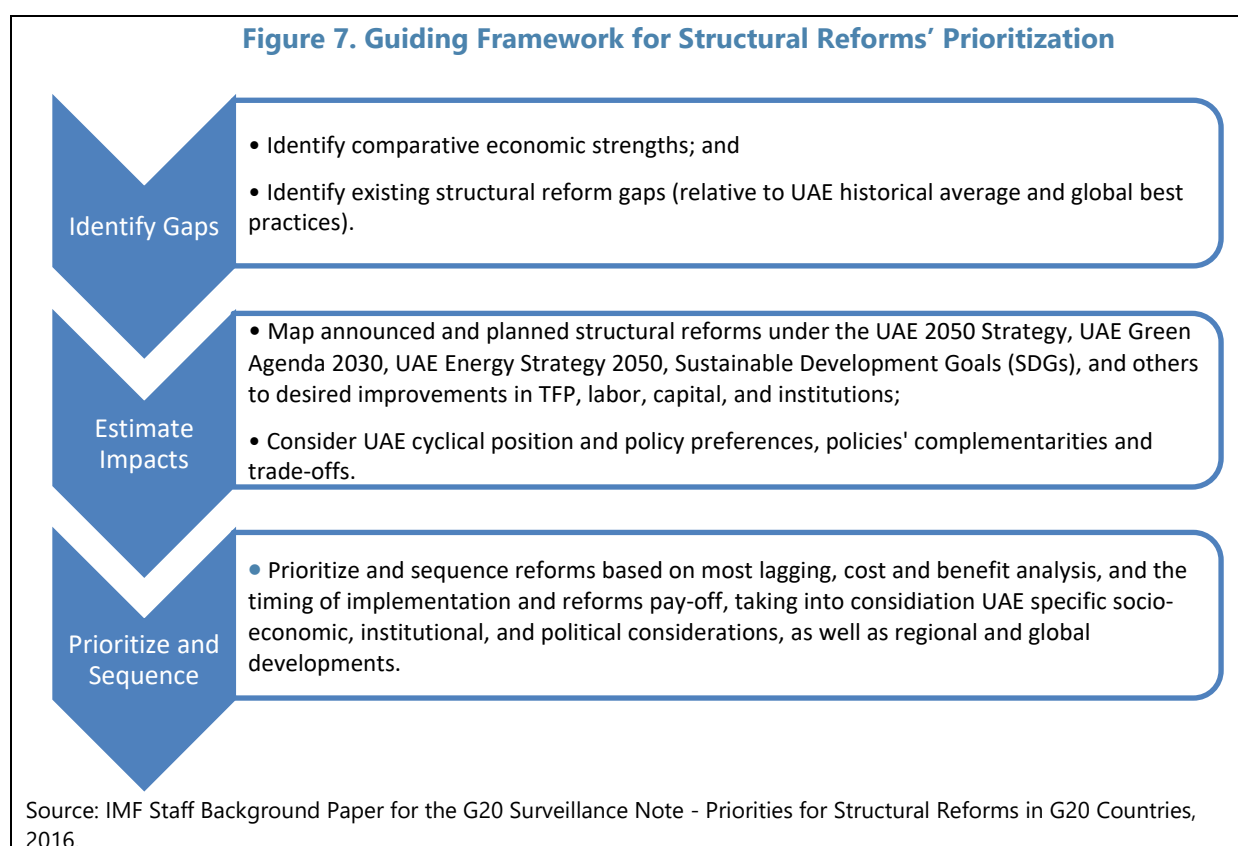 Figure 7. Guiding Framework for Structural Reforms’ Prioritization
Identify Gaps
• Identify comparative economic strengths; and
• Identify existing structural reform gaps (relative to UAE historical average and global best
practices).
Estimate
Impacts
• Map announced and planned structural reforms under the UAE 2050 Strategy, UAE Green
Agenda 2030, UAE Energy Strategy 2050, Sustainable Development Goals (SDGs), and others
to desired improvements in TFP, labor, capital, and institutions;
• Consider UAE cyclical position and policy preferences, policies' complementarities and
trade-offs.
Prioritize and
Sequence
• Prioritize and sequence reforms based on most lagging, cost and benefit analysis, and the
timing of implementation and reforms pay-off, taking into considiation UAE specific socio-
economic, institutional, and political considerations, as well as regional and global
developments.
Source: IMF Staff Background Paper for the G20 Surveillance Note - Priorities for Structural Reforms in G20 Countries,
2016